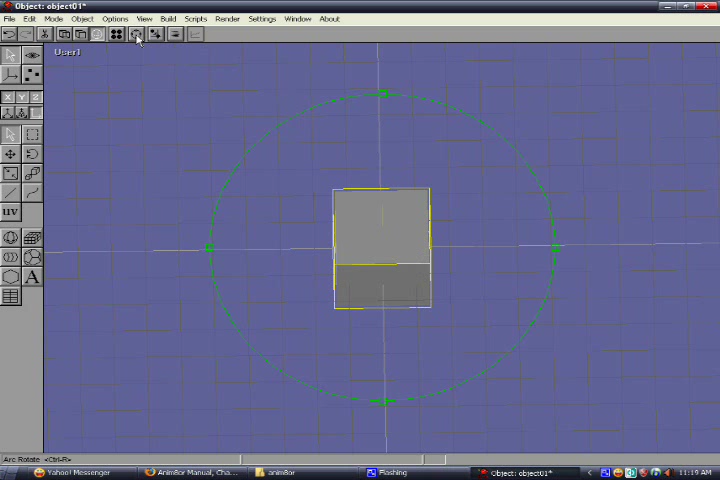 Object: object01*
File Edit Mode Object Options View Build Scripts Render Settings Window About
User1
X Y Z
UV
A
Arc Rotate <Ctrl-R>
start Yahoo! Messenger Anim8or Manual, Cha... anim8or Flashing Object: object01* 11:19 AM